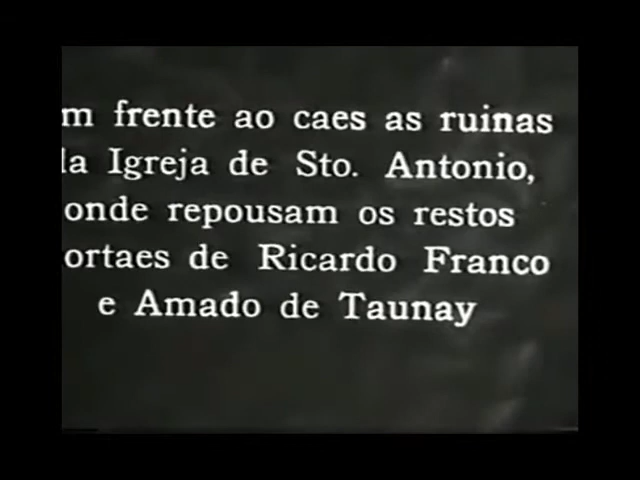 m frente ao caes as ruinas
la Igreja de Sto. Antonio,
onde repousam os restos
ortaes de Ricardo Franco
e Amado de Taunay